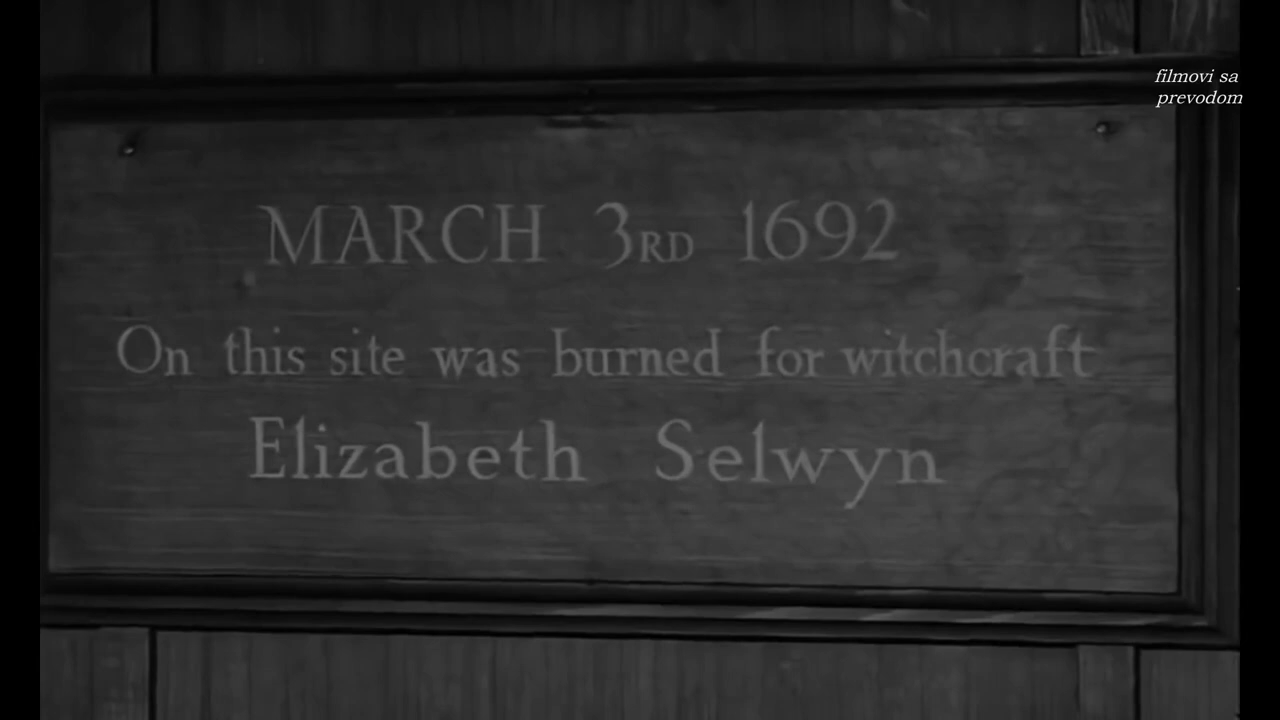 filmovi sa
prevodom
MARCH 3RD 1692
On this site was burned for witchcraft
Elizabeth Selwyn